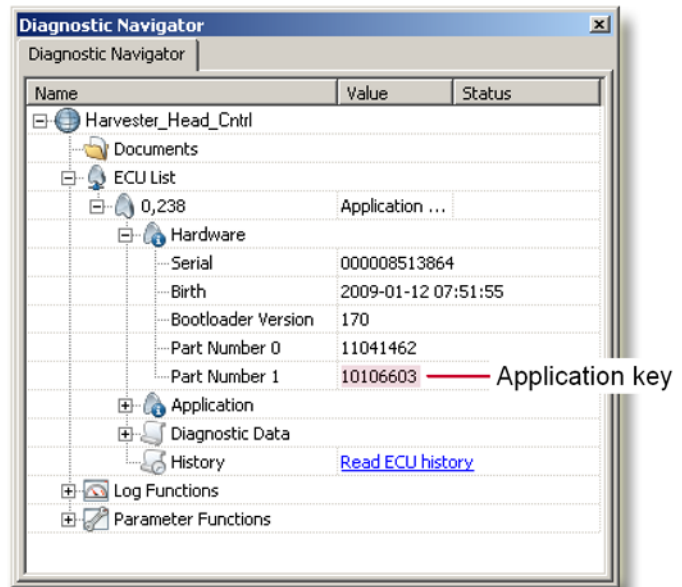 Diagnostic Navigator
Diagnostic Navigator
Name Value Status
Harvester_Head_Cntrl
Documents
ECU List
0,238 Application ...
Hardware
Serial 000008513864
Birth 2009-01-12 07:51:55
Bootloader Version 170
Part Number 0 11041462
Part Number 1 10106603 Application key
Application
Diagnostic Data
History Read ECU history
Log Functions
Parameter Functions